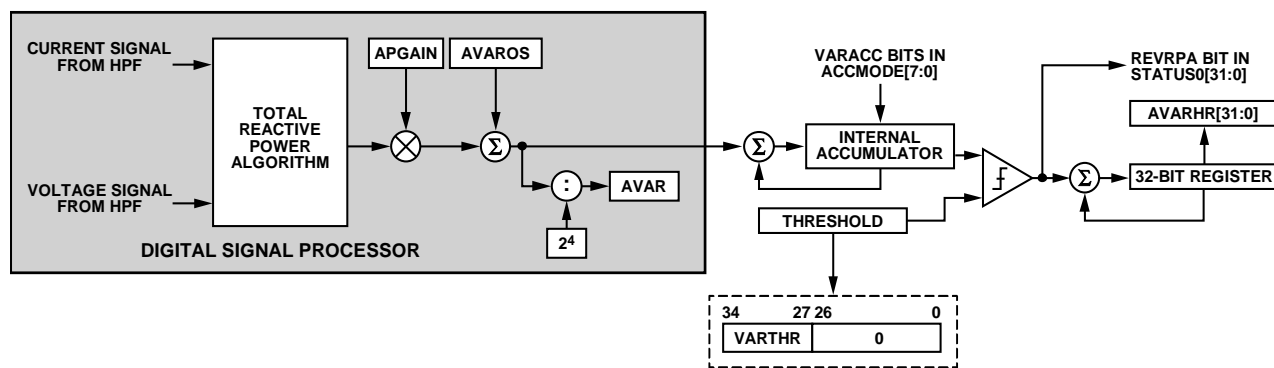 CURRENT SIGNAL
FROM HPF
VOLTAGE SIGNAL
FROM HPF
TOTAL
REACTIVE
POWER
ALGORITHM
APGAIN
AVAROS
Σ
:
AVAR
2⁴
DIGITAL SIGNAL PROCESSOR
VARACC BITS IN
ACCMODE[7:0]
Σ
INTERNAL
ACCUMULATOR
THRESHOLD
34 27 26 0
VARTHR 0
REVRPA BIT IN
STATUS0[31:0]
AVARHR[31:0]
Σ
32-BIT REGISTER